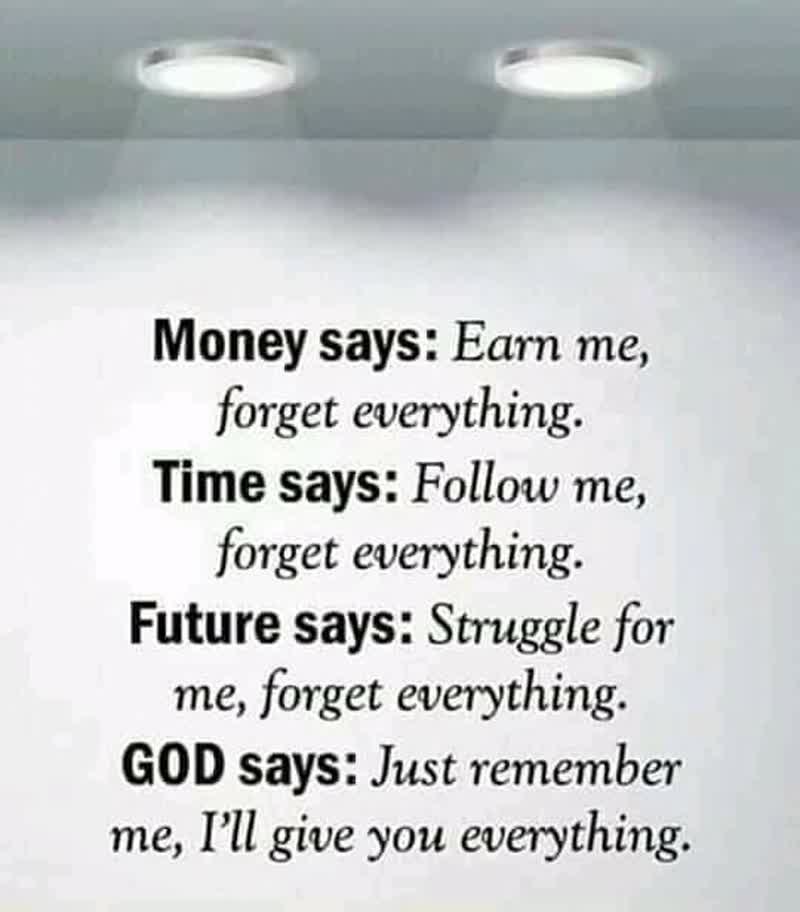 Money says: Earn me,
forget everything.
Time says: Follow me,
forget everything.
Future says: Struggle for
me, forget everything.
GOD says: Just remember
me, I’ll give you everything.